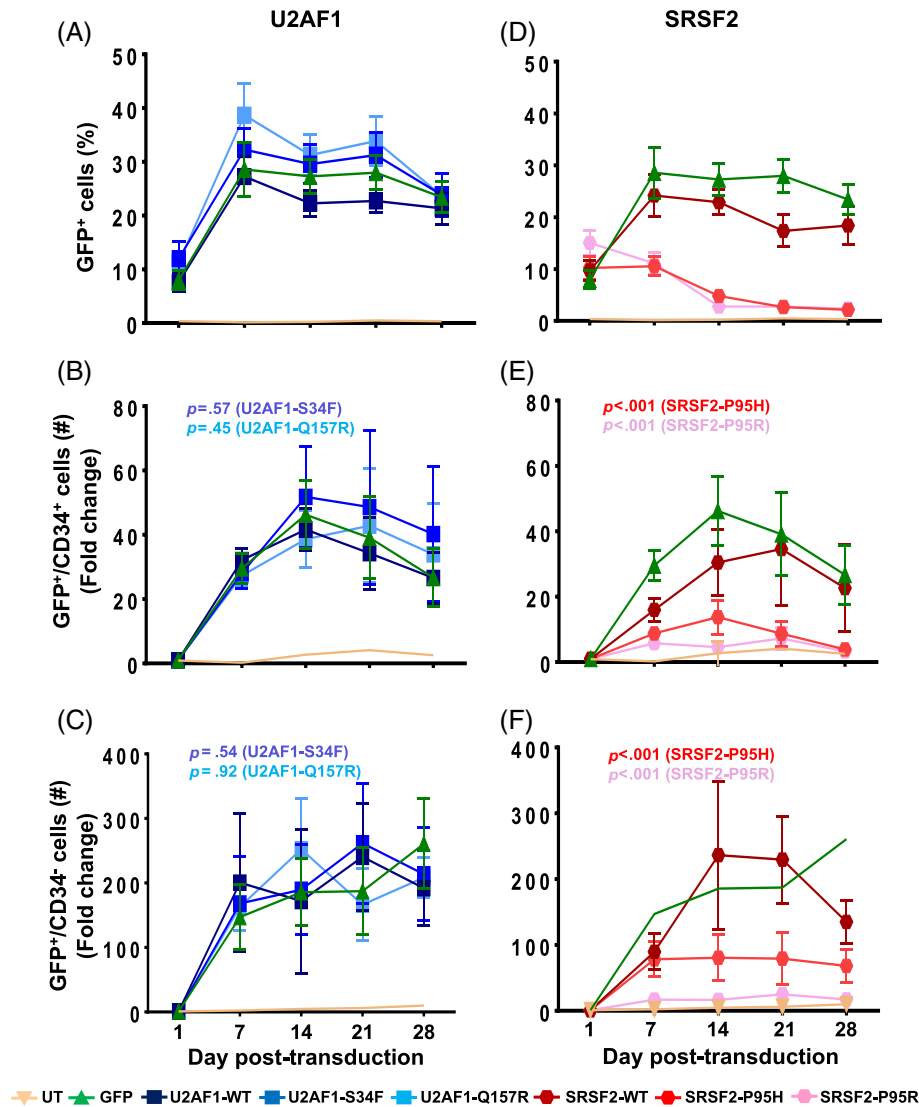 U2AF1
SRSF2
(A)
50
40
30
20
10
0
GFP+ cells (%)
(D)
50
40
30
20
10
0
(B)
80
60
40
20
0
GFP+/CD34+ cells (#)
(Fold change)
p=.57 (U2AF1-S34F)
p=.45 (U2AF1-Q157R)
(E)
80
60
40
20
0
p<.001 (SRSF2-P95H)
p<.001 (SRSF2-P95R)
(C)
400
300
200
100
0
GFP+/CD34- cells (#)
(Fold change)
p= .54 (U2AF1-S34F)
p= .92 (U2AF1-Q157R)
1 7 14 21 28
Day post-transduction
(F)
400
300
200
100
0
p<.001 (SRSF2-P95H)
p<.001 (SRSF2-P95R)
1 7 14 21 28
Day post-transduction
UT GFP U2AF1-WT U2AF1-S34F U2AF1-Q157R SRSF2-WT SRSF2-P95H SRSF2-P95R